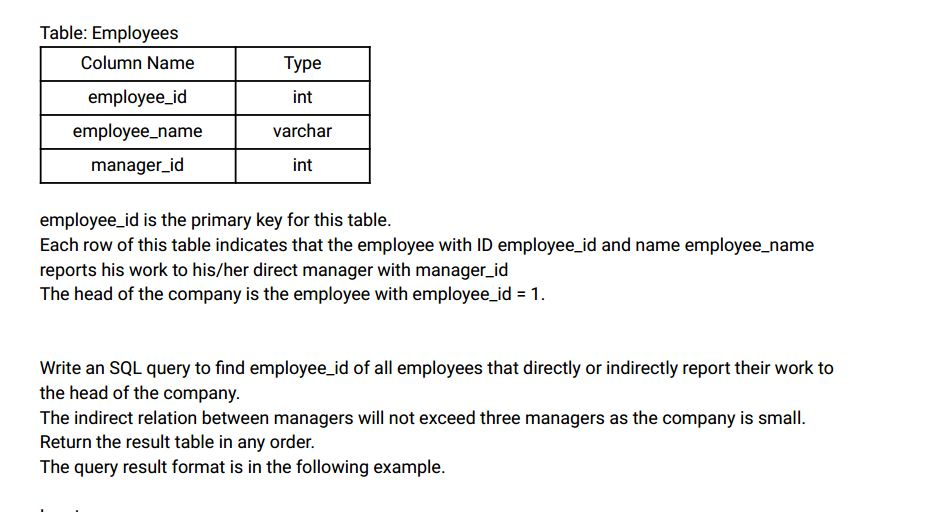 Table: Employees
Column Name Type
employee_id int
employee_name varchar
manager_id int
employee_id is the primary key for this table.
Each row of this table indicates that the employee with ID employee_id and name employee_name
reports his work to his/her direct manager with manager_id
The head of the company is the employee with employee_id = 1.
Write an SQL query to find employee_id of all employees that directly or indirectly report their work to
the head of the company.
The indirect relation between managers will not exceed three managers as the company is small.
Return the result table in any order.
The query result format is in the following example.